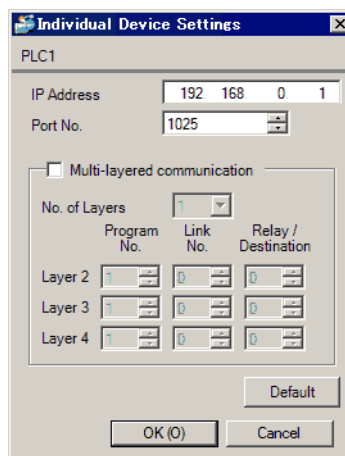 Individual Device Settings
PLC1
IP Address 192 168 0 1
Port No. 1025
Multi-layered communication
No. of Layers 1
Program No. Link No. Relay / Destination
Layer 2 1 0 0
Layer 3 1 0 0
Layer 4 1 0 0
Default
OK (O) Cancel